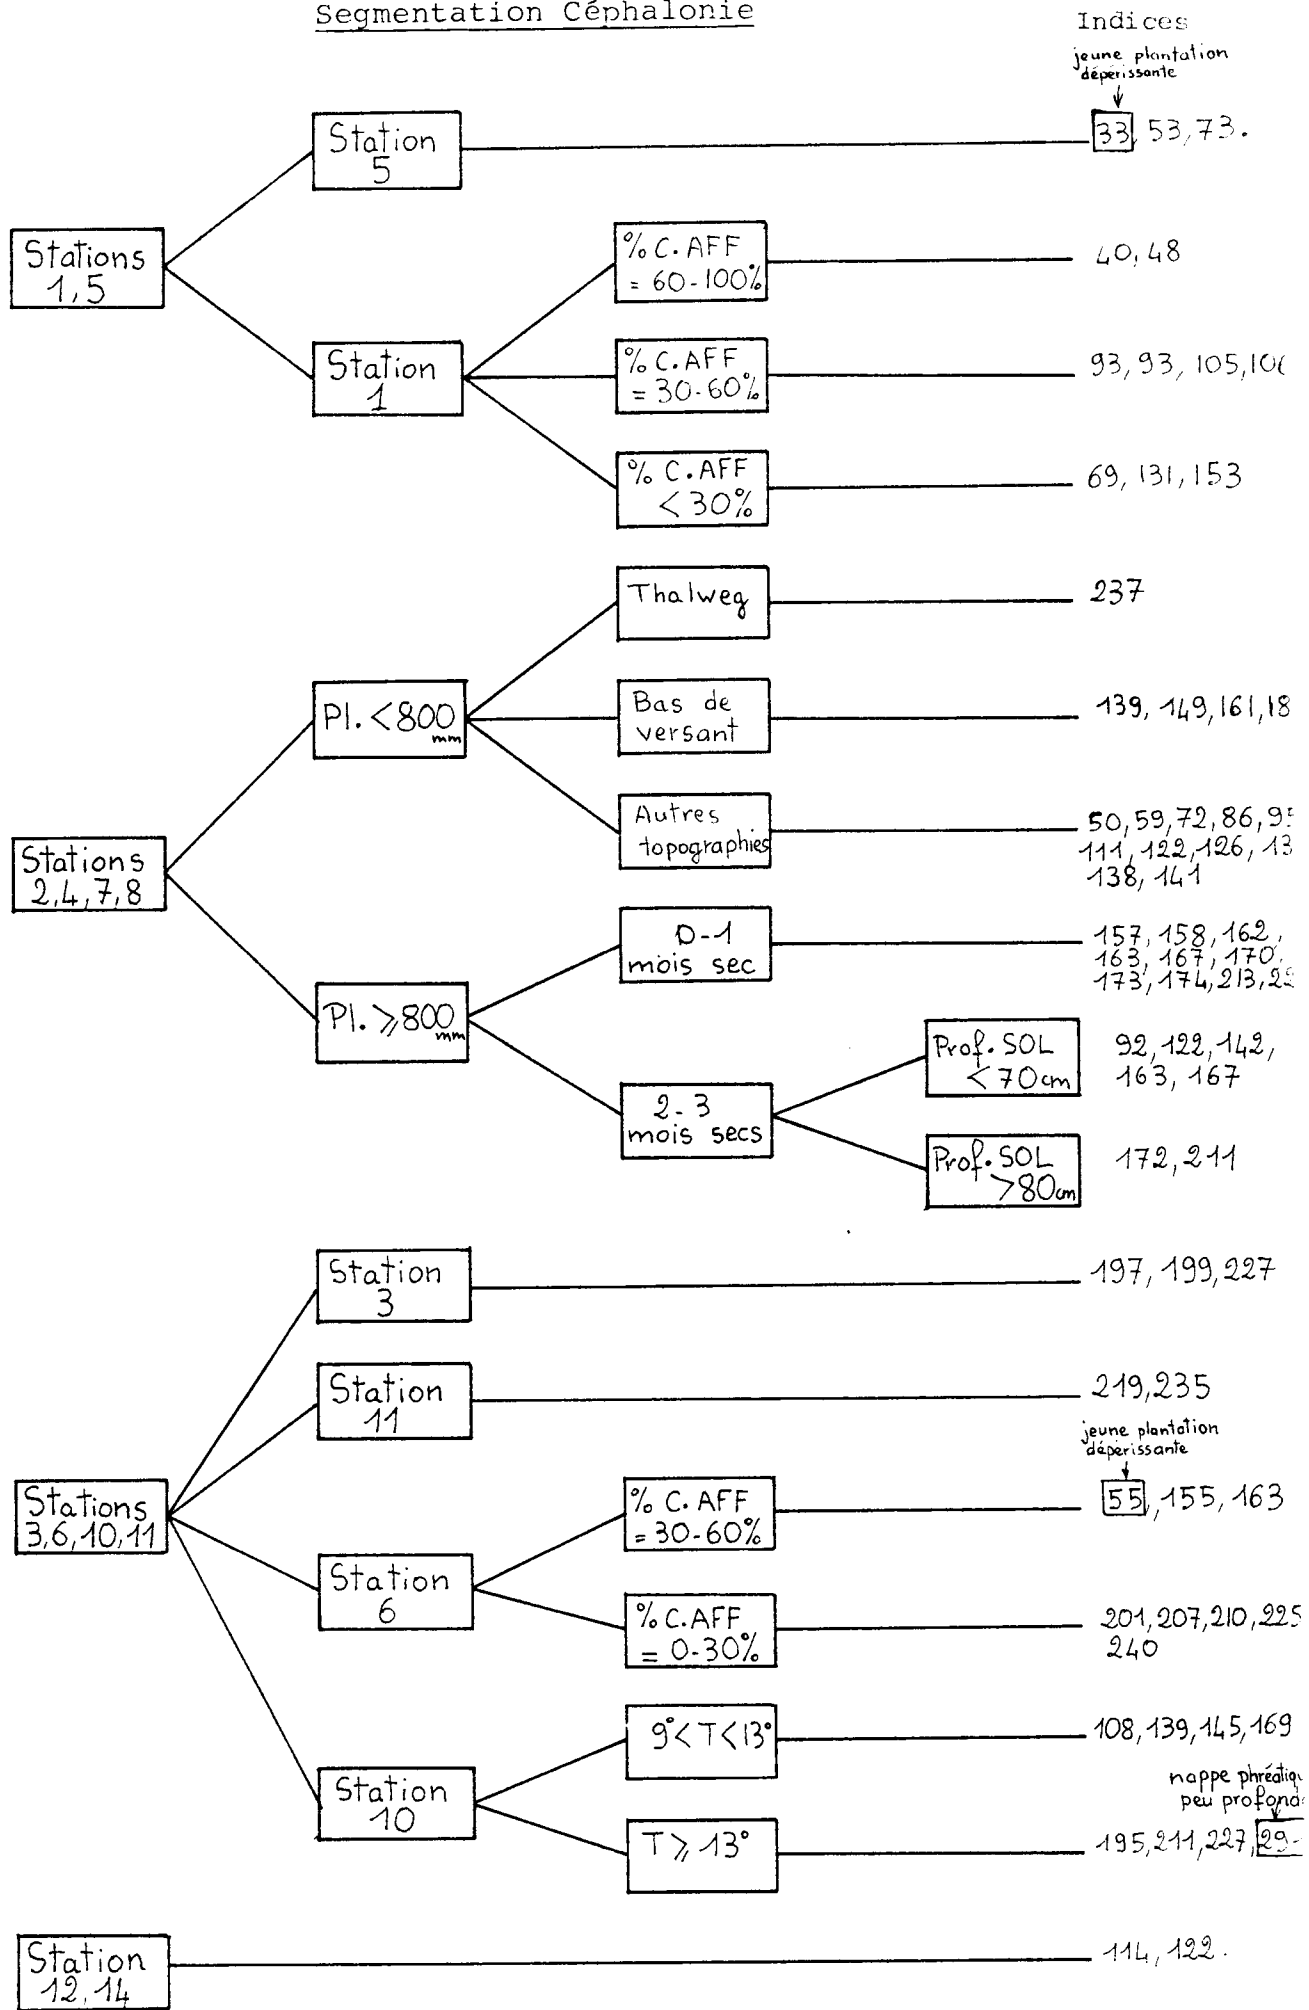 Segmentation Céphalonie
Indices
jeune plantation
dépérissante
Station
5
33, 53, 73.
Stations
1, 5
% C.AFF
= 60-100%
40, 48
Station
1
% C.AFF
= 30-60%
93, 93, 105,
% C.AFF
< 30%
69, 131, 153
Thalweg
237
Pl. < 800
mm
Bas de
versant
139, 149, 161,
Autres
topographies
50, 59, 72, 86,
111, 122, 126,
138, 141
Stations
2, 4, 7, 8
0-1
mois sec
157, 158, 162,
163, 167, 170,
173, 174, 213,
Pl. ⩾ 800
mm
2-3
mois secs
Prof. SOL
< 70 cm
92, 122, 142,
163, 167
Prof. SOL
> 80 cm
172, 211
Station
3
197, 199, 227
Station
11
219, 235
jeune plantation
dépérissante
Stations
3, 6, 10, 11
% C. AFF
= 30-60%
55, 155, 163
Station
6
% C.AFF
= 0-30%
201, 207, 210, 225
240
9° < T < 13°
108, 139, 145, 169
Station
10
nappe
peu
T ⩾ 13°
195, 211, 227,
Station
12, 14
114, 122.